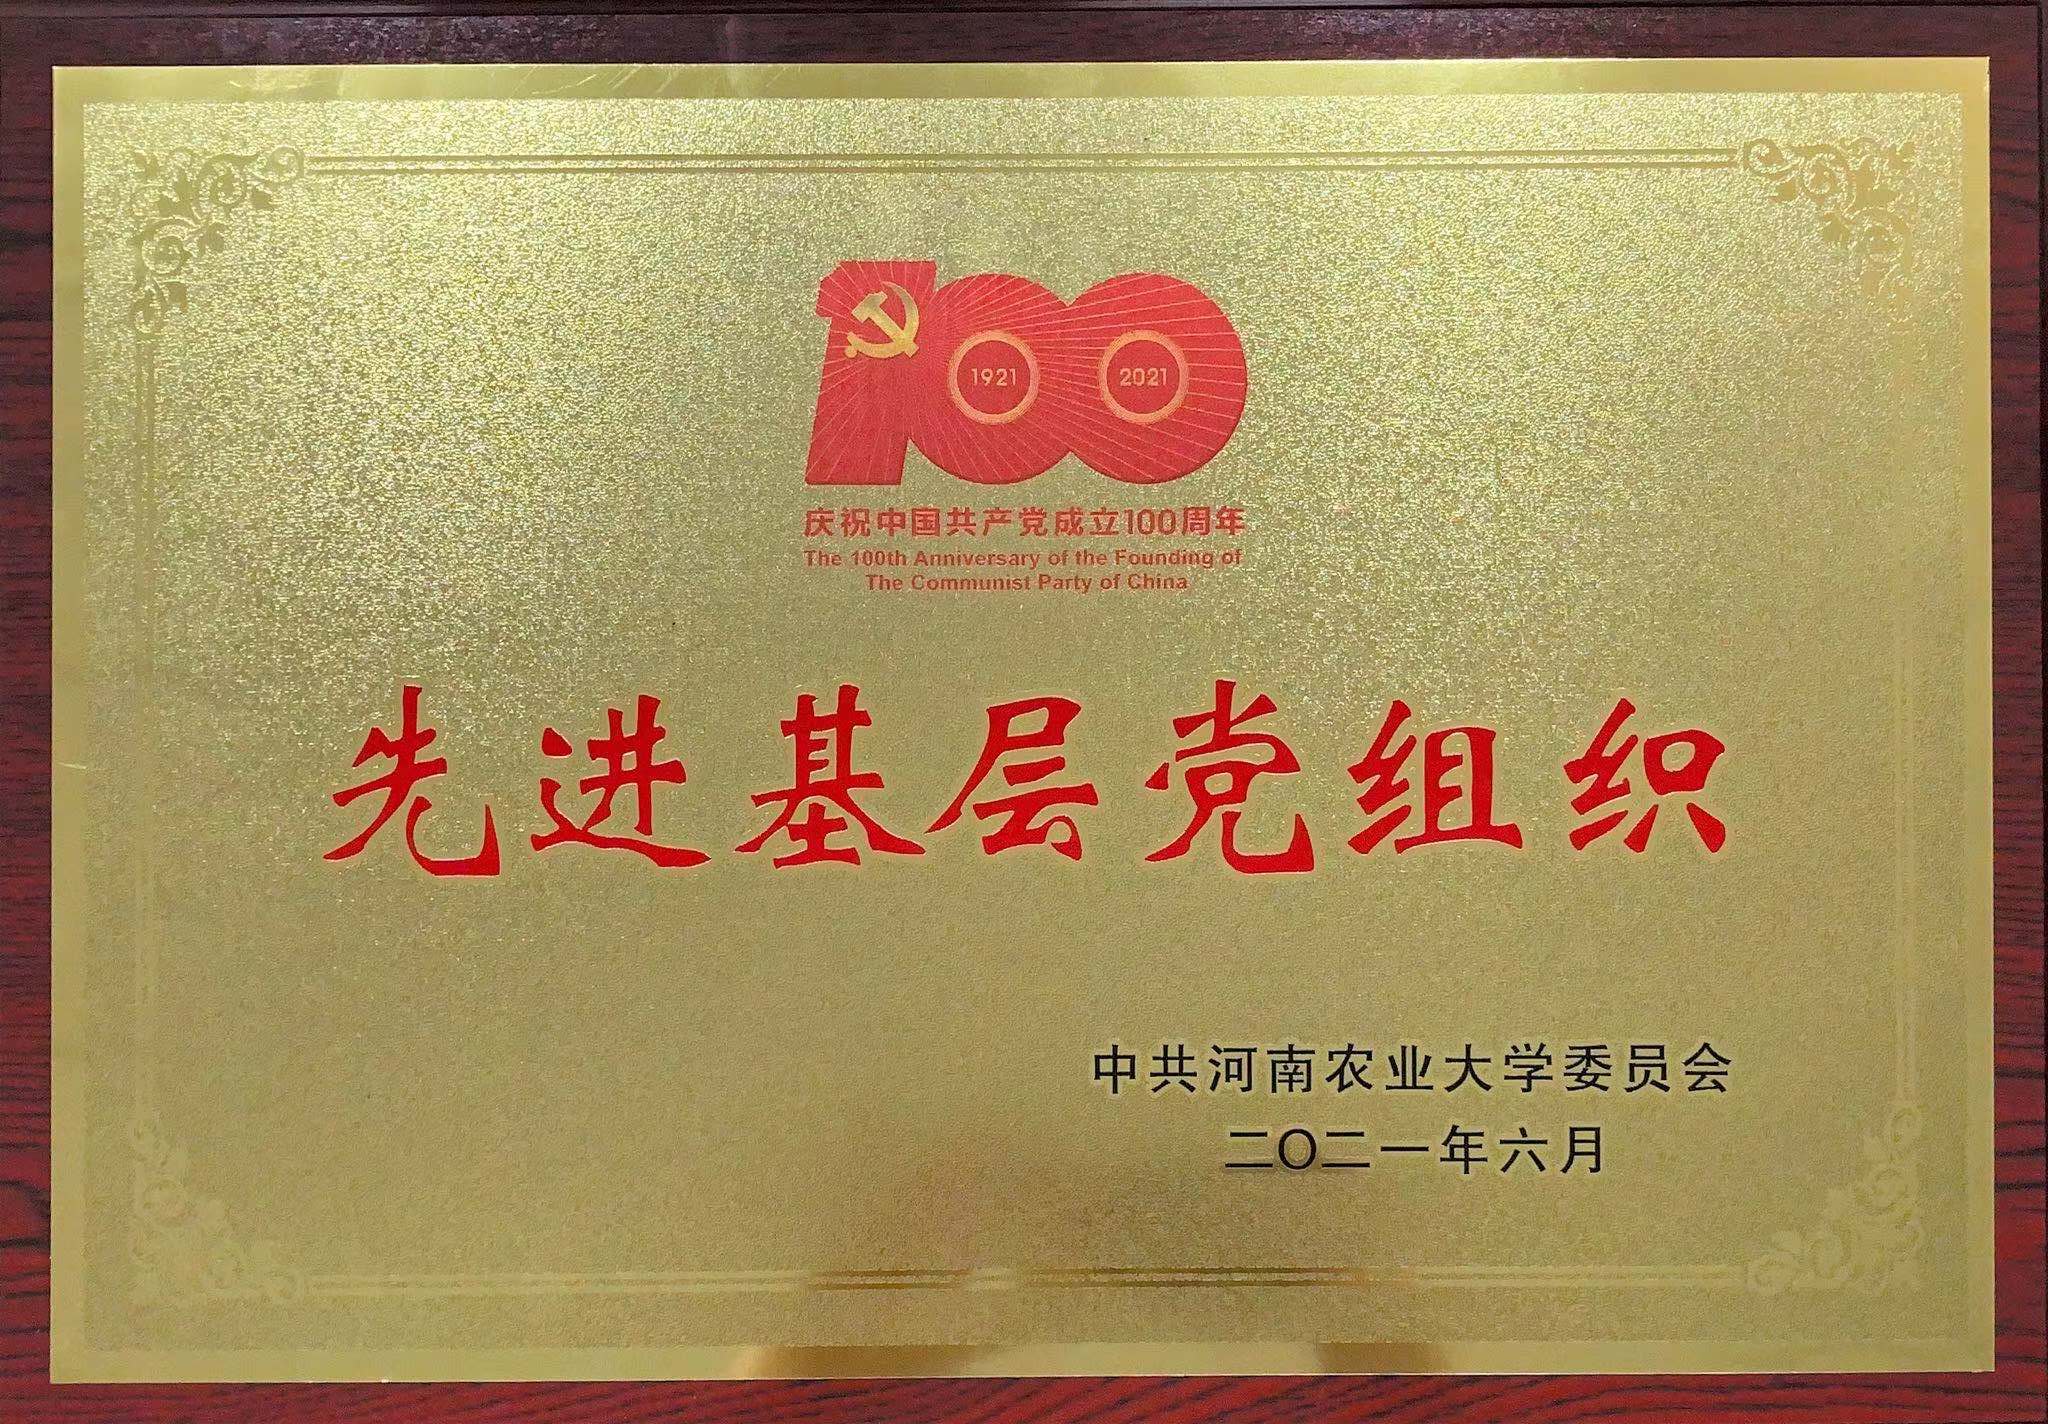 1921 2021
庆祝中国共产党成立100周年
The 100th Anniversary of the Founding of
The Communist Party of China
先进基层党组织
中共河南农业大学委员会
二〇二一年六月